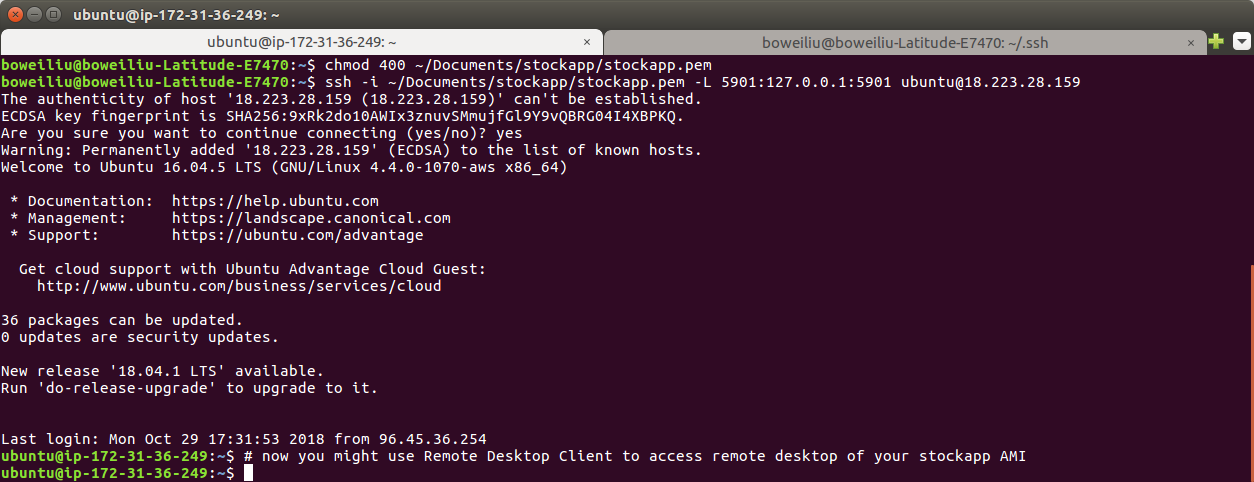 ubuntu@ip-172-31-36-249: ~
ubuntu@ip-172-31-36-249: ~ ×
boweiliu@boweiliu-Latitude-E7470: ~/.ssh ×
boweiliu@boweiliu-Latitude-E7470:~$ chmod 400 ~/Documents/stockapp/stockapp.pem
boweiliu@boweiliu-Latitude-E7470:~$ ssh -i ~/Documents/stockapp/stockapp.pem -L 5901:127.0.0.1:5901 ubuntu@18.223.28.159
The authenticity of host '18.223.28.159 (18.223.28.159)' can't be established.
ECDSA key fingerprint is SHA256:9xRk2do10AWIx3znuvSMmujfGl9Y9vQBRG04I4XBPKQ.
Are you sure you want to continue connecting (yes/no)? yes
Warning: Permanently added '18.223.28.159' (ECDSA) to the list of known hosts.
Welcome to Ubuntu 16.04.5 LTS (GNU/Linux 4.4.0-1070-aws x86_64)
* Documentation:  https://help.ubuntu.com
* Management:     https://landscape.canonical.com
* Support:        https://ubuntu.com/advantage
Get cloud support with Ubuntu Advantage Cloud Guest:
http://www.ubuntu.com/business/services/cloud
36 packages can be updated.
0 updates are security updates.
New release '18.04.1 LTS' available.
Run 'do-release-upgrade' to upgrade to it.
Last login: Mon Oct 29 17:31:53 2018 from 96.45.36.254
ubuntu@ip-172-31-36-249:~$ # now you might use Remote Desktop Client to access remote desktop of your stockapp AMI
ubuntu@ip-172-31-36-249:~$